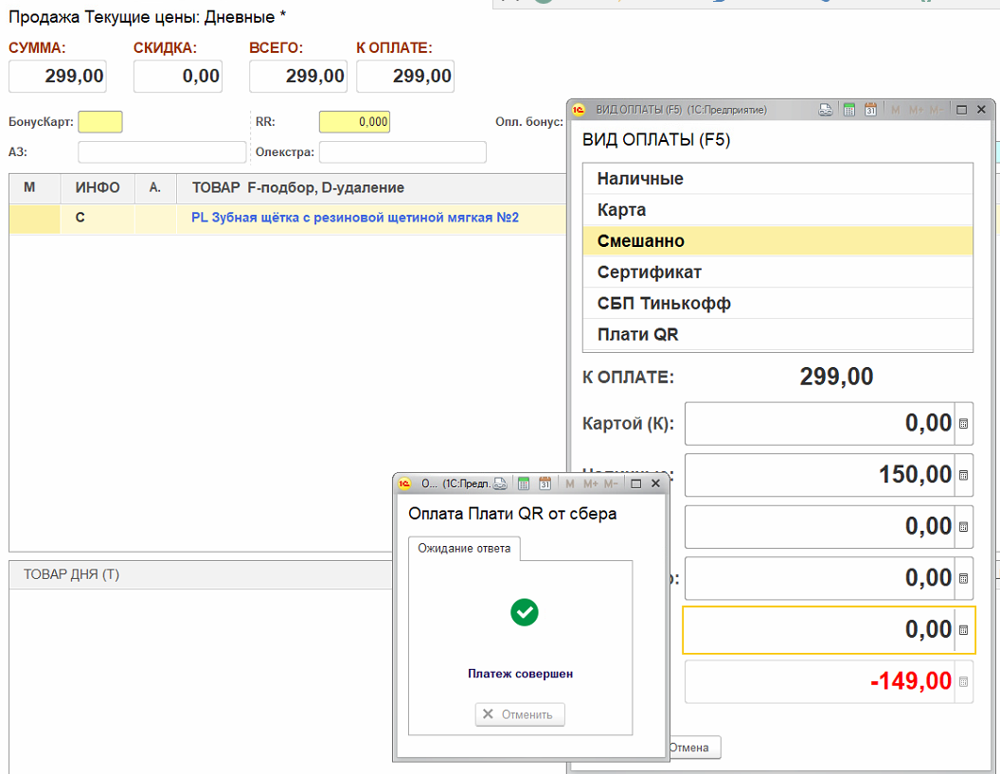 Продажа Текущие цены: Дневные *
СУММА: СКИДКА: ВСЕГО: К ОПЛАТЕ:
299,00 0,00 299,00 299,00
БонусКарт: RR: 0,000 Опл. бонус:
АЗ: Олекстра:
М ИНФО А. ТОВАР F-подбор, D-удаление
С PL Зубная щётка с резиновой щетиной мягкая №2
ТОВАР ДНЯ (Т)
ВИД ОПЛАТЫ (F5) (1С:Предприятие) 31 M M+ M-
ВИД ОПЛАТЫ (F5)
Наличные
Карта
Смешанно
Сертификат
СБП Тинькофф
Плати QR
К ОПЛАТЕ: 299,00
Картой (К): 0,00
150,00
0,00
0,00
0,00
-149,00
Отмена
О... (1С:Предп. 31 M M+ M-
Оплата Плати QR от сбера
Ожидание ответа
Платеж совершен
Отменить